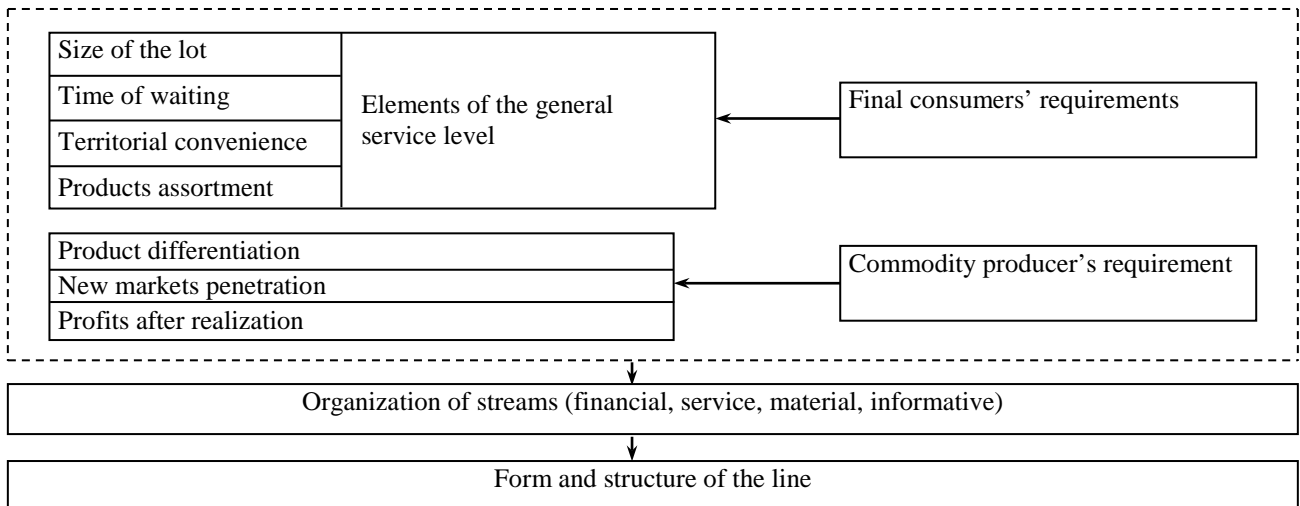 Size of the lot
Time of waiting
Territorial convenience
Products assortment
Elements of the general
service level
Final consumers’ requirements
Product differentiation
New markets penetration
Profits after realization
Commodity producer’s requirement
Organization of streams (financial, service, material, informative)
Form and structure of the line